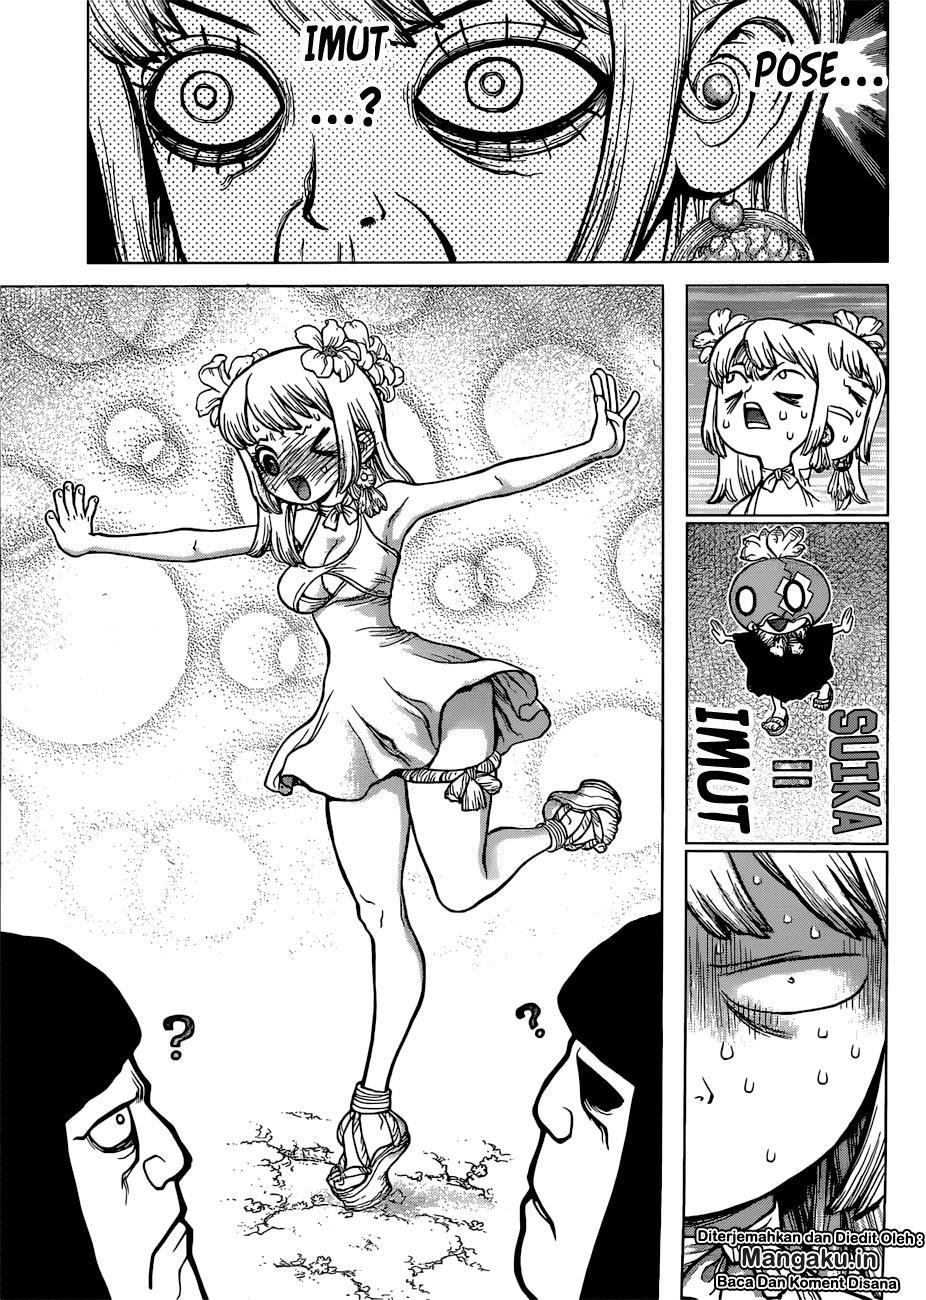 POSE...
IMUT
...?
SUIKA
=
IMUT
?
?
Diterjemahkan dan Diedit Oleh:
Mangaku.in
Baca Dan Koment Disana